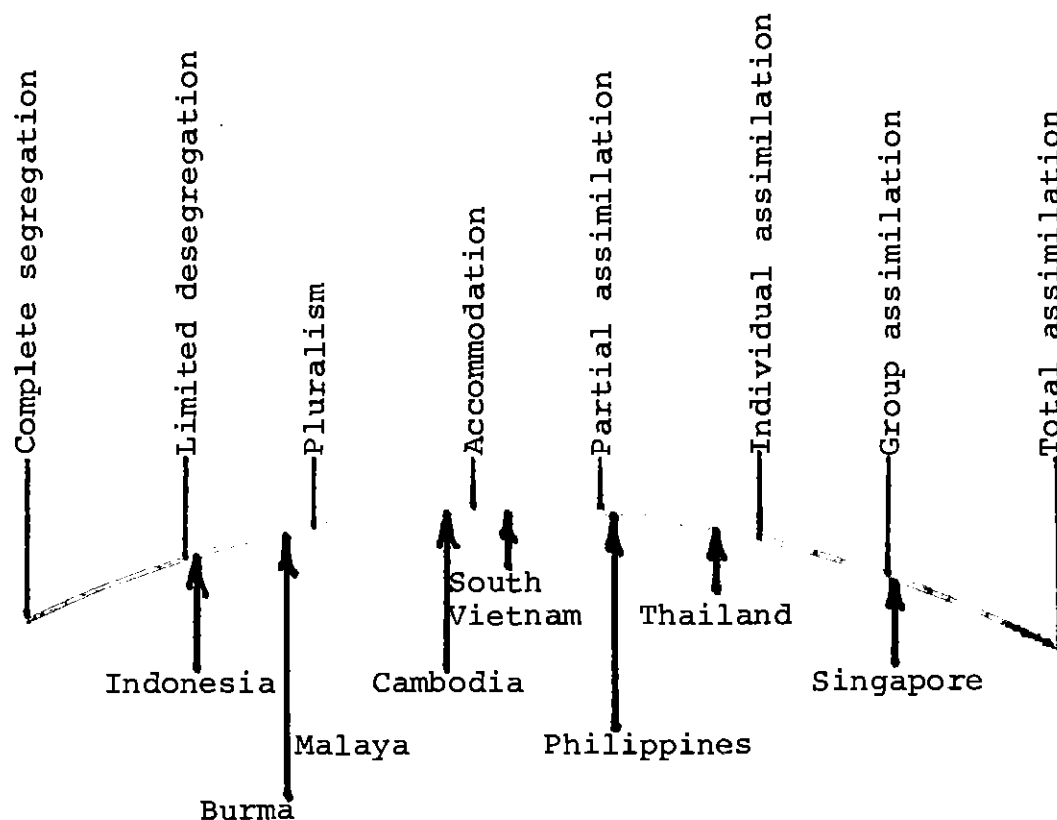 Complete segregation
Limited desegregation
Pluralism
Accommodation
Partial assimilation
Individual assimilation
Group assimilation
Total assimilation
South
Vietnam
Thailand
Indonesia
Cambodia
Singapore
Malaya
Philippines
Burma